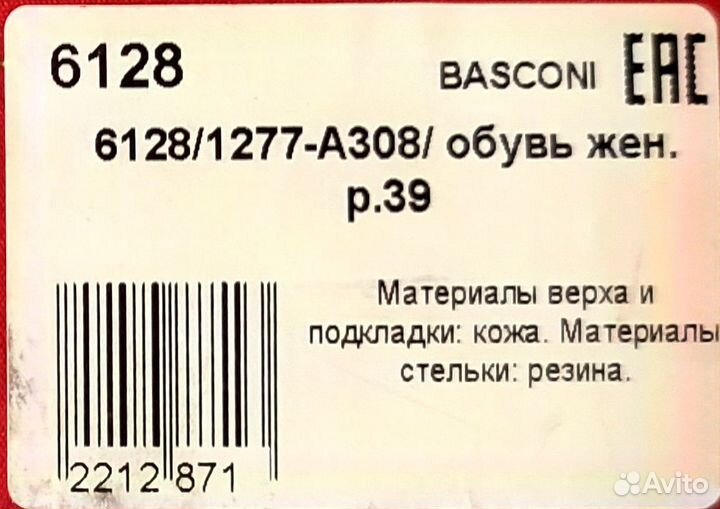 6128
BASCONI EAC
6128/1277-A308/ обувь жен.
р.39
Материалы верха и
подкладки: кожа. Материалы
стельки: резина.
2212 871
Avito